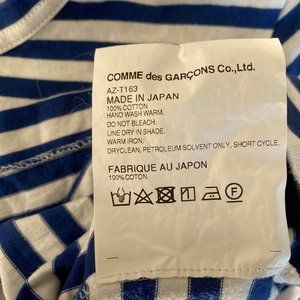 COMME des GARÇONS Co., Ltd.
AZ-T163
MADE IN JAPAN
100% COTTON
HAND WASH WARM.
DO NOT BLEACH.
LINE DRY IN SHADE.
WARM IRON.
DRYCLEAN, PETROLEUM SOLVENT ONLY, SHORT CYCLE.
FABRIQUE AU JAPON
100% COTON
F